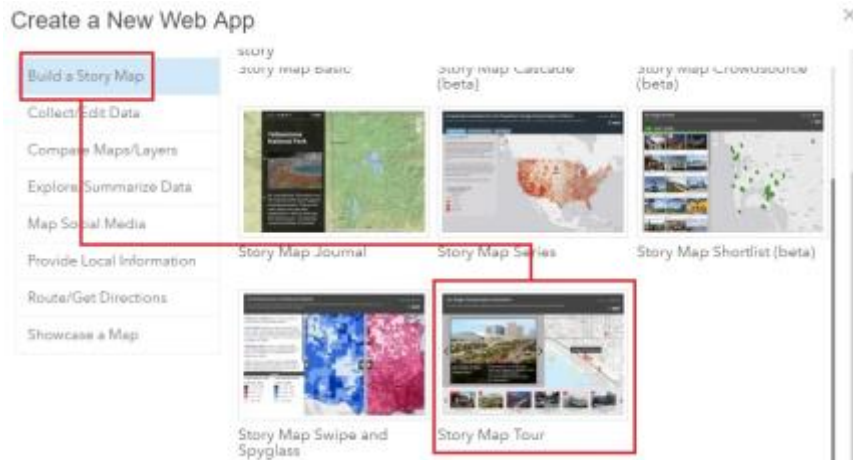 Create a New Web App
×
Build a Story Map
Collect/Edit Data
Compare Maps/Layers
Explore/Summarize Data
Map Social Media
Provide Local Information
Route/Get Directions
Showcase a Map
story
Story Map Basic
Story Map Cascade
(beta)
Story Map Crowdsource
(beta)
Yellowstone
National Park
Story Map Journal
Story Map Series
Story Map Shortlist (beta)
Story Map Swipe and
Spyglass
Story Map Tour